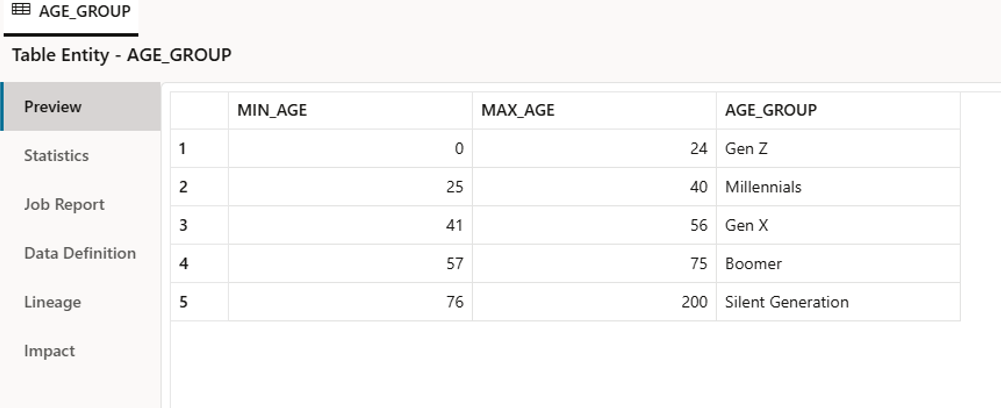 AGE_GROUP
Table Entity - AGE_GROUP
Preview
Statistics
Job Report
Data Definition
Lineage
Impact
MIN_AGE MAX_AGE AGE_GROUP
1 0 24 Gen Z
2 25 40 Millennials
3 41 56 Gen X
4 57 75 Boomer
5 76 200 Silent Generation